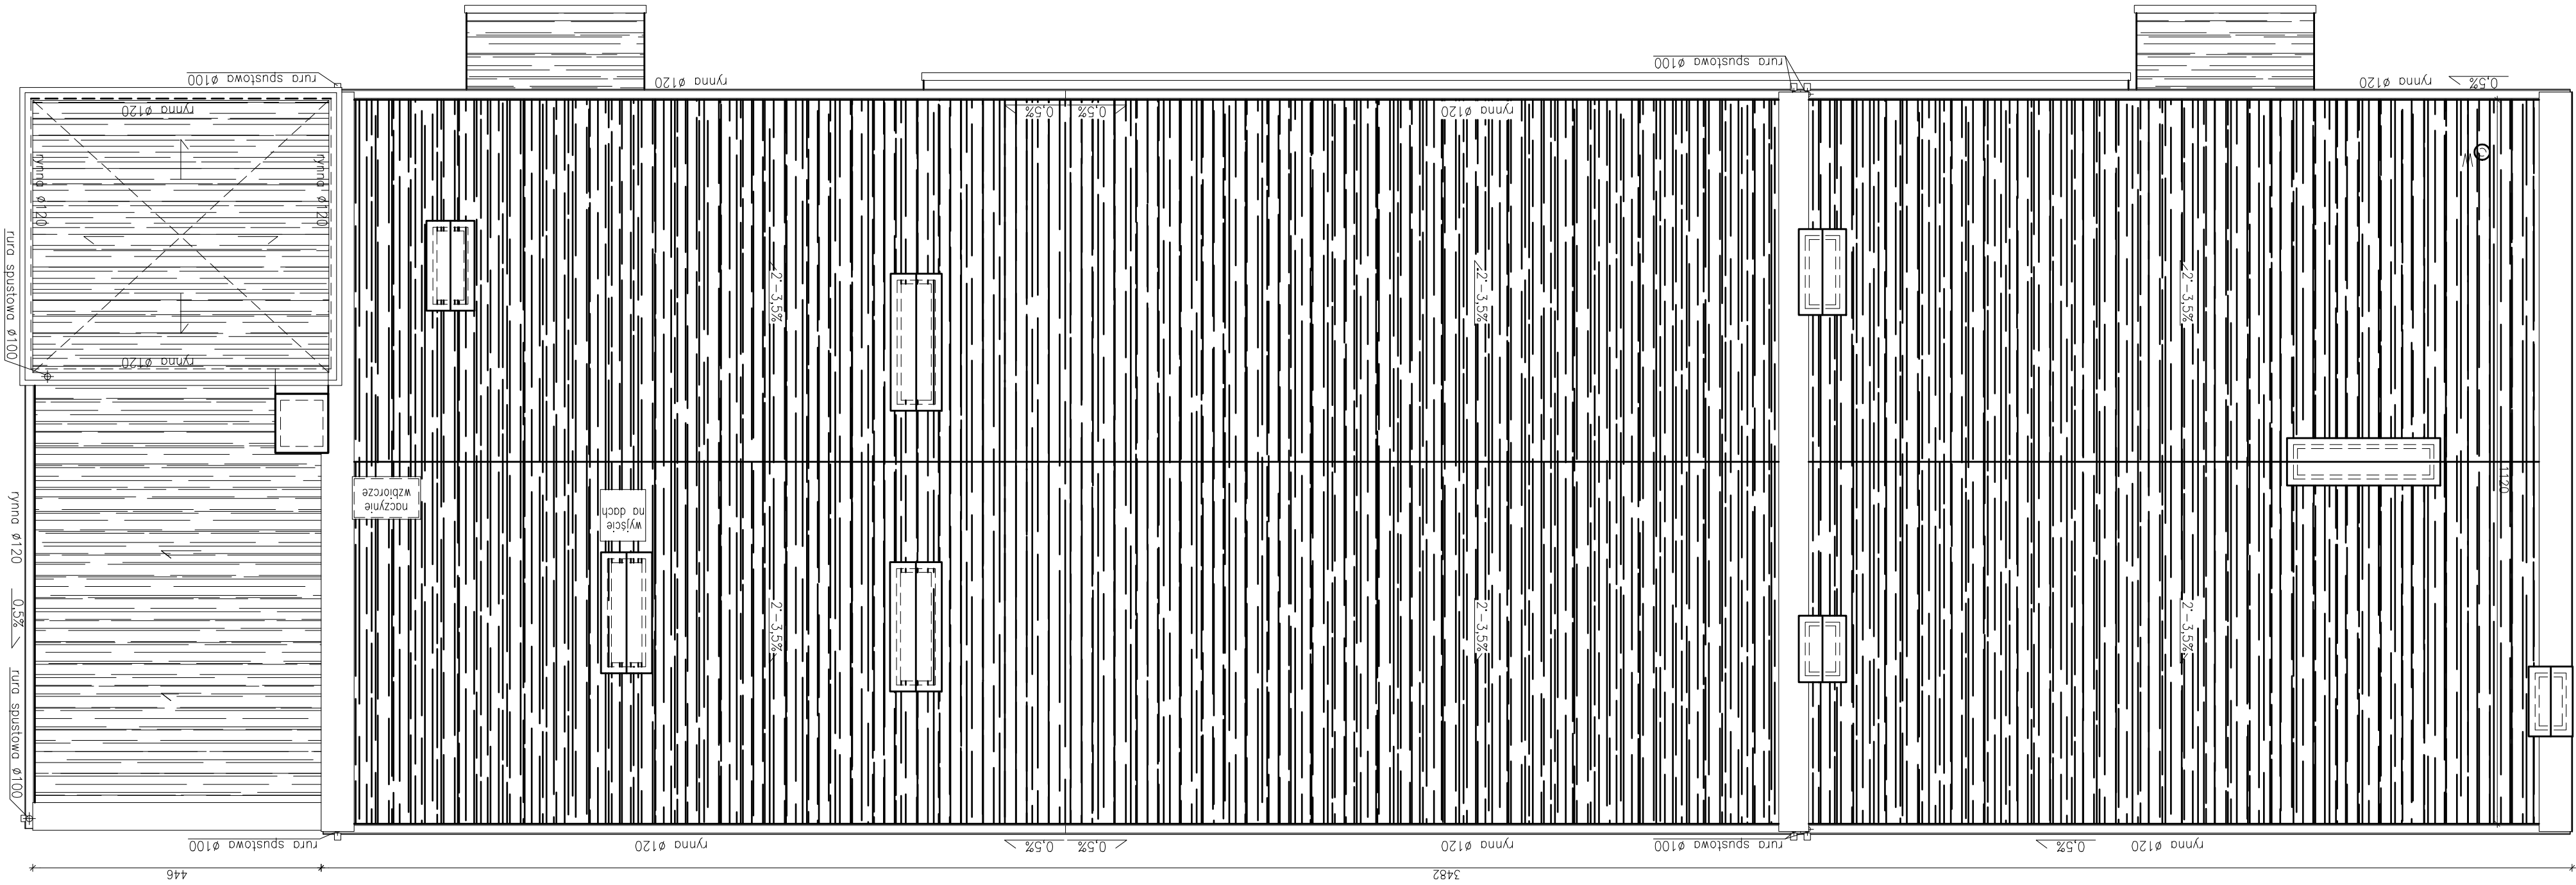 rura spustowa ø100
rynna ø120
rura spustowa ø100
rynna ø120
0,5%
rynna ø120
0,5%
0,5%
rynna ø120
rynna ø120
rynna ø120
W
rura spustowa ø100
2°-3,5%
2°-3,5%
2°-3,5%
rynna ø120
1120
naczynie
wzbiorcze
wyjście
na dach
rynna ø120
0,5%
rura spustowa ø100
2°-3,5%
2°-3,5%
2°-3,5%
rura spustowa ø100
rynna ø120
0,5%
0,5%
rynna ø120
rura spustowa ø100
0,5%
rynna ø120
446
3482